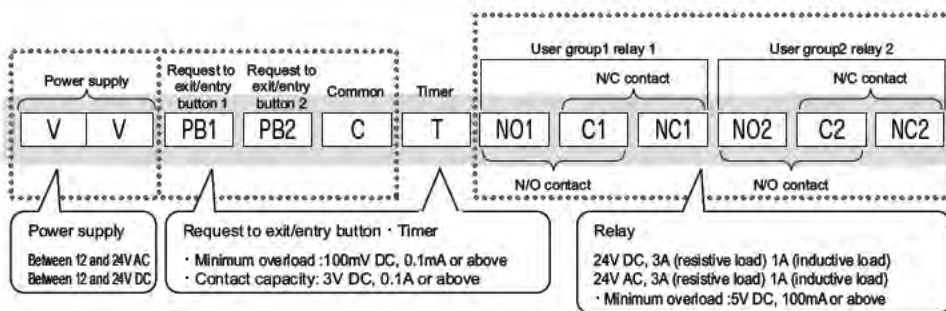 User group1 relay 1
User group2 relay 2
Power supply
Request to
exit/entry
button 1
Request to
exit/entry
button 2
Common
Timer
N/C contact
N/C contact
V V PB1 PB2 C T NO1 C1 NC1 NO2 C2 NC2
N/O contact
N/O contact
Power supply
Between 12 and 24V AC
Between 12 and 24V DC
Request to exit/entry button · Timer
· Minimum overload :100mV DC, 0.1mA or above
· Contact capacity: 3V DC, 0.1A or above
Relay
24V DC, 3A (resistive load) 1A (inductive load)
24V AC, 3A (resistive load) 1A (inductive load)
· Minimum overload :5V DC, 100mA or above